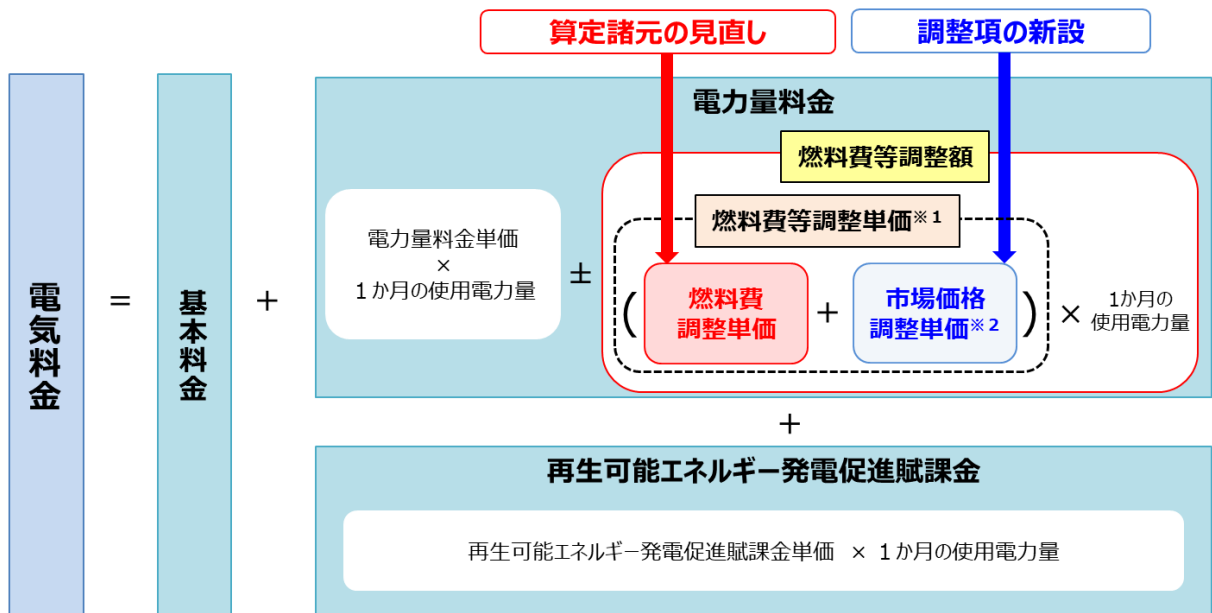 算定諸元の見直し
調整項の新設
電力量料金
燃料費等調整額
燃料費等調整単価※1
電力量料金単価
×
1か月の使用電力量
±
(
燃料費
調整単価
+
市場価格
調整単価※2
)
×
1か月の
使用電力量
電気料金
=
基本料金
+
+
再生可能エネルギー発電促進賦課金
再生可能エネルギー発電促進賦課金単価 × 1か月の使用電力量